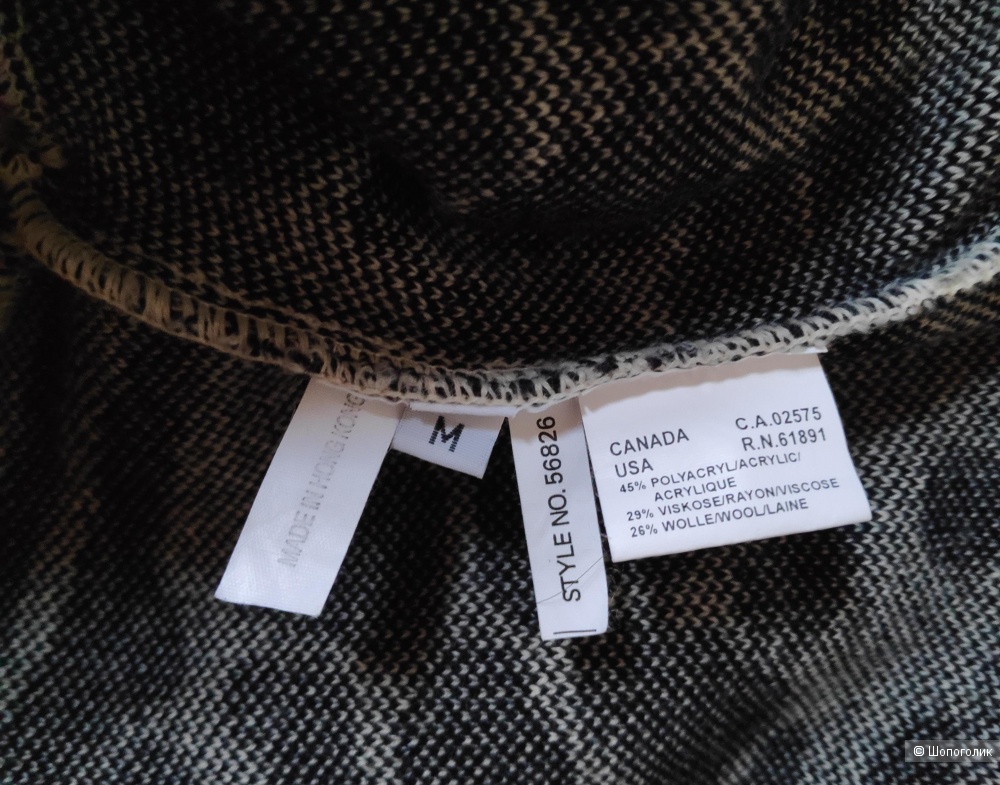 MADE IN HONG KONG
M
STYLE NO. 56826
CANADA C.A.02575
USA R.N.61891
45% POLYACRYL/ACRYLIC/
ACRYLIQUE
29% VISKOSE/RAYON/VISCOSE
26% WOLLE/WOOL/LAINE
© Шопоголик